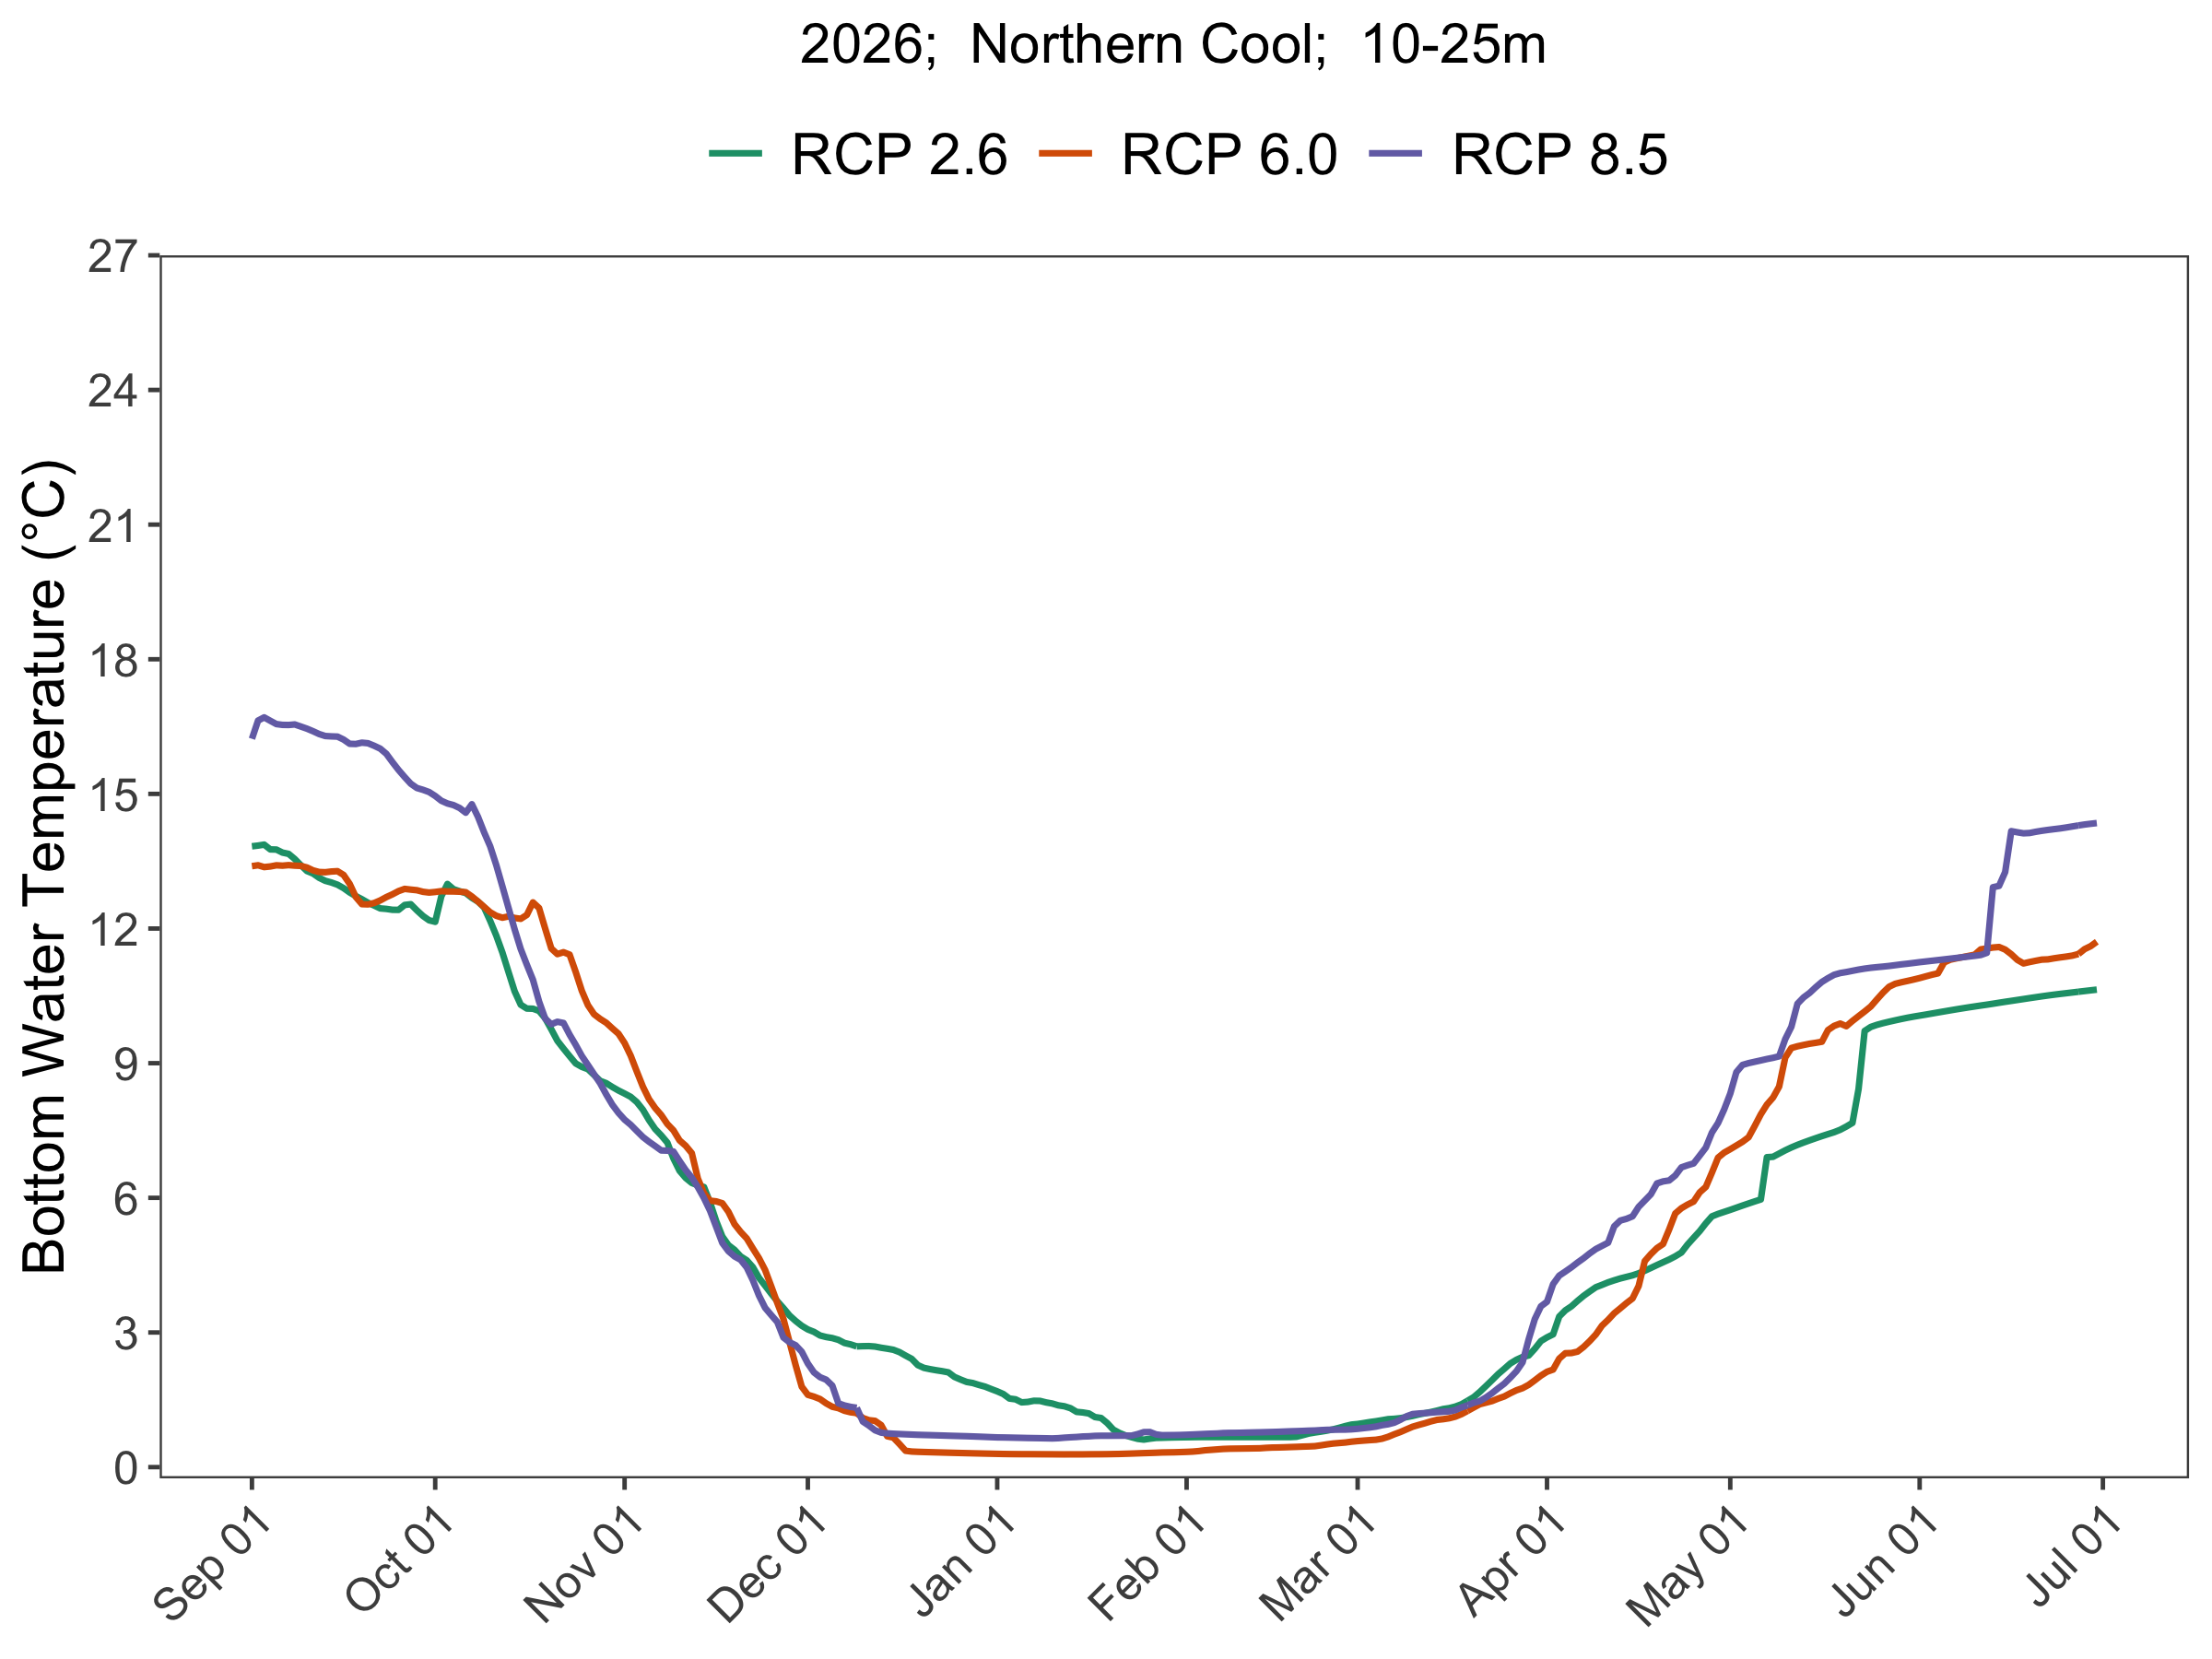 2026;  Northern Cool;  10-25m
RCP 2.6 RCP 6.0 RCP 8.5
Bottom Water Temperature (°C)
27
24
21
18
15
12
9
6
3
0
Sep 01 Oct 01 Nov 01 Dec 01 Jan 01 Feb 01 Mar 01 Apr 01 May 01 Jun 01 Jul 01